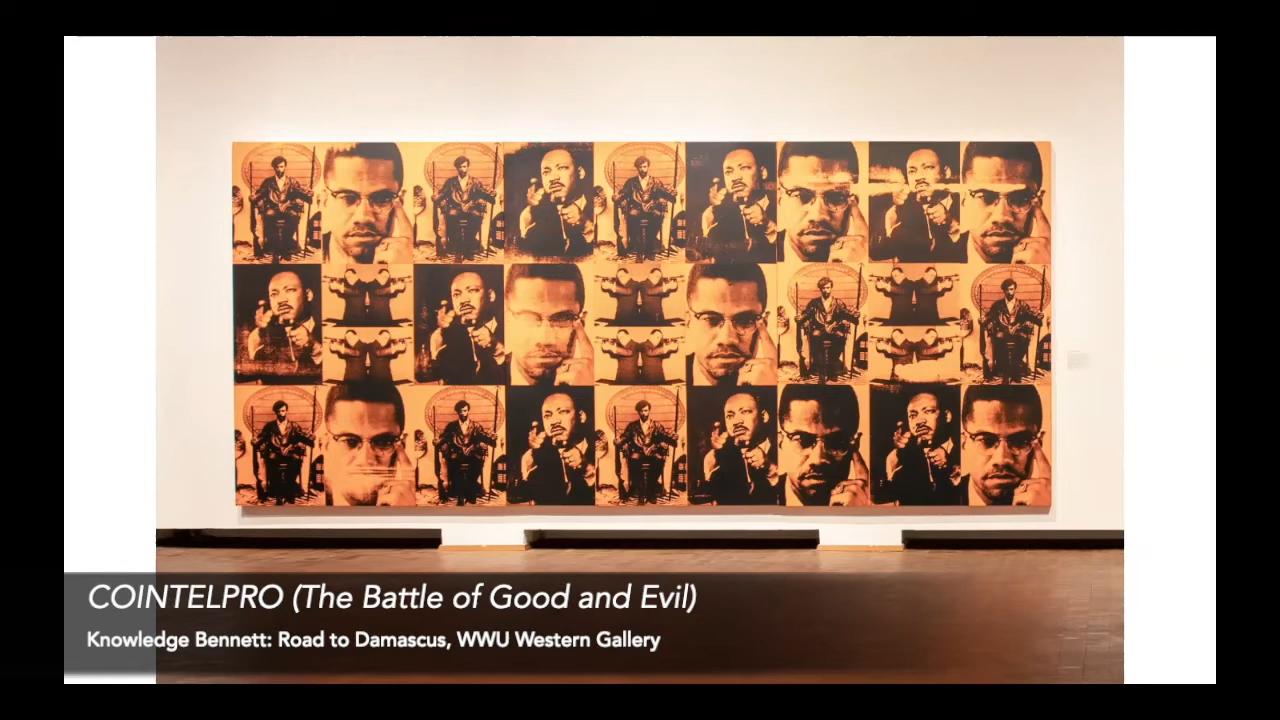 COINTELPRO (The Battle of Good and Evil)
Knowledge Bennett: Road to Damascus, WWU Western Gallery